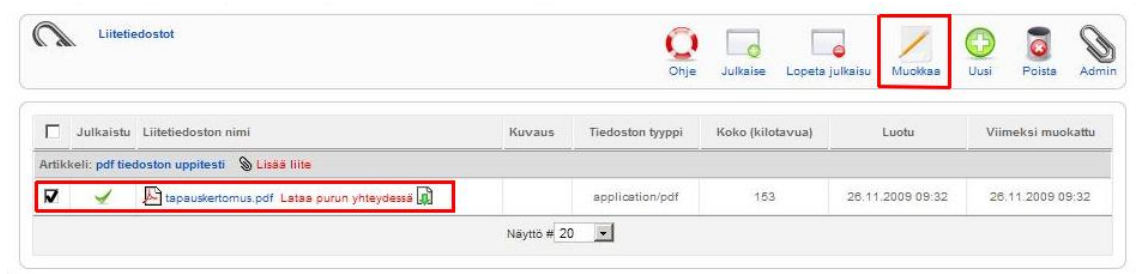 Liitetiedostot
Ohje Julkaise Lopeta julkaisu Muokkaa Uusi Poista Admin
Julkaistu Liitetiedoston nimi Kuvaus Tiedoston tyyppi Koko (kilotavua) Luotu Viimeksi muokattu
Artikkeli: pdf tiedoston uppitesti Lisää liite
tapauskertomus.pdf Lataa purun yhteydessä application/pdf 153 26.11.2009 09:32 26.11.2009 09:32
Näyttö # 20